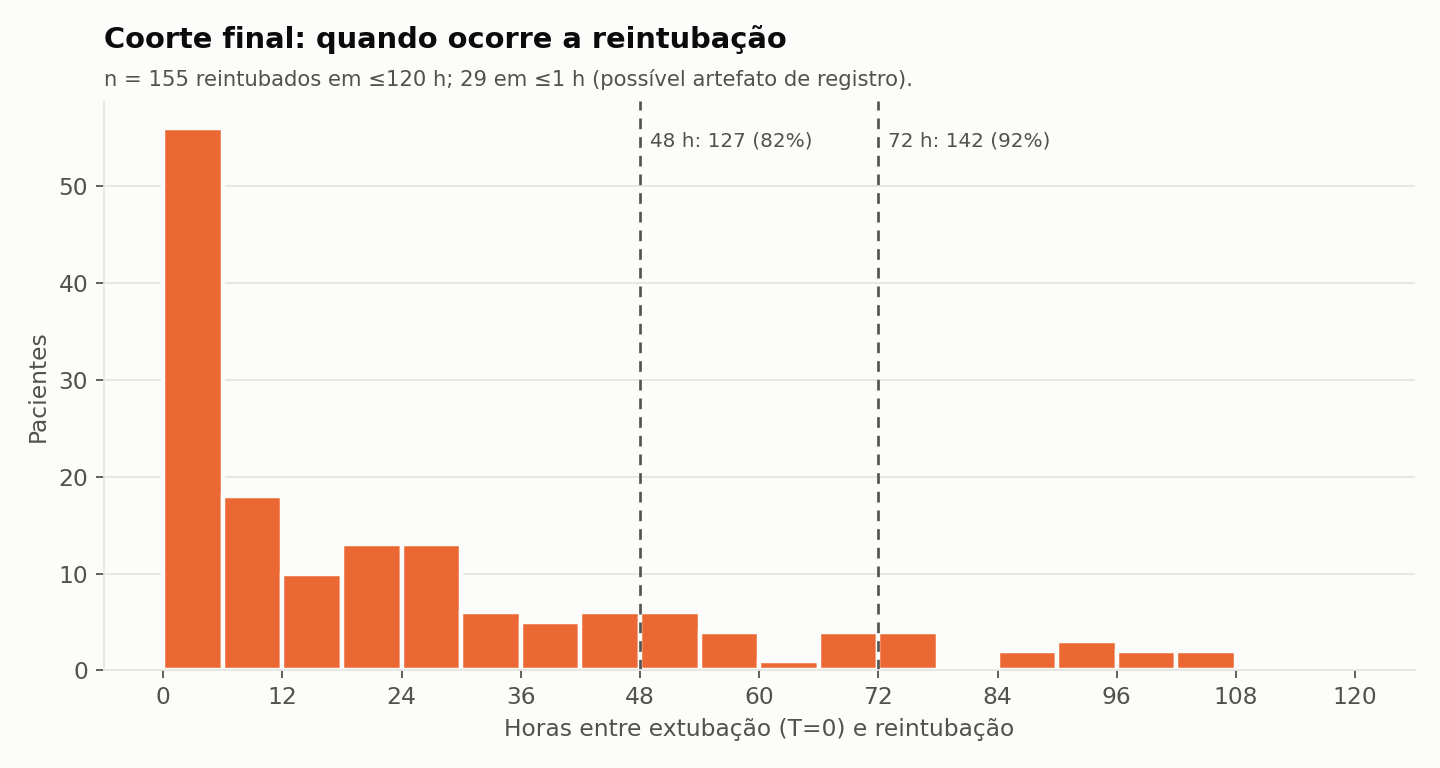 Coorte final: quando ocorre a reintubação
n = 155 reintubados em ≤120 h; 29 em ≤1 h (possível artefato de registro).
48 h: 127 (82%)
72 h: 142 (92%)
Pacientes
50
40
30
20
10
0
0 12 24 36 48 60 72 84 96 108 120
Horas entre extubação (T=0) e reintubação